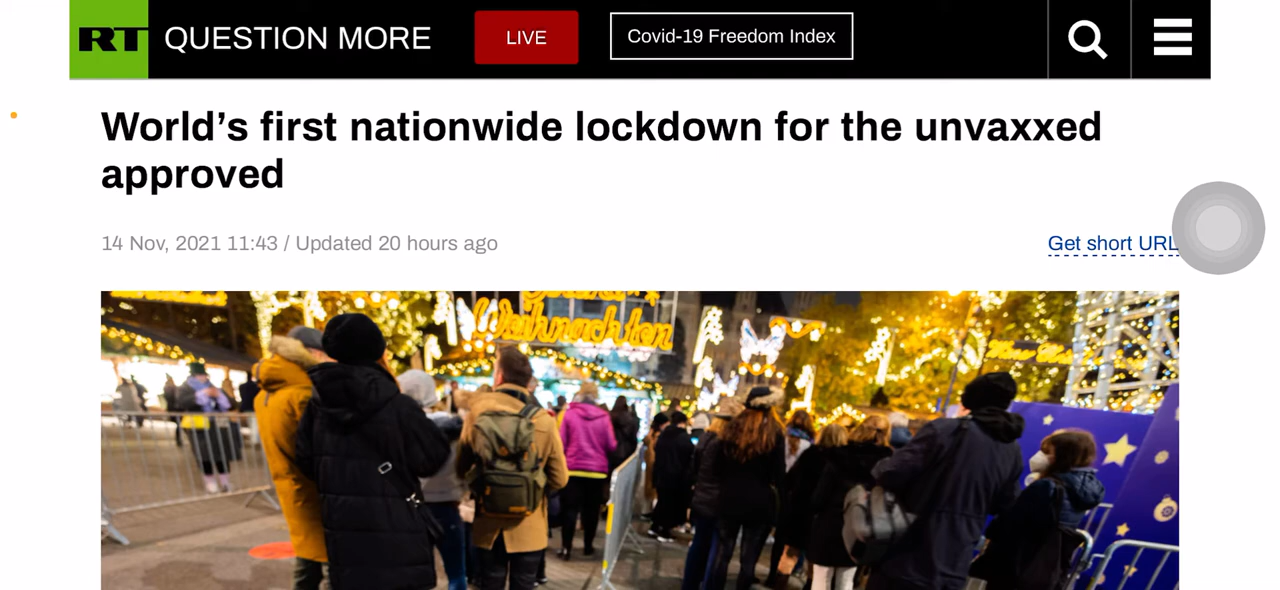 RT QUESTION MORE LIVE Covid-19 Freedom Index
World's first nationwide lockdown for the unvaxxed
approved
14 Nov, 2021 11:43 / Updated 20 hours ago Get short URL
Weihnachten